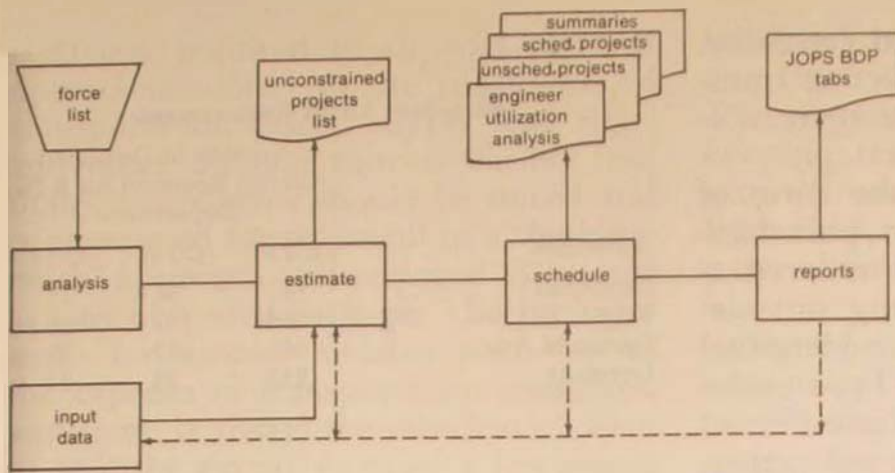 force
list
unconstrained
projects
list
summaries
sched. projects
unsched. projects
engineer
utilization
analysis
JOPS BDP
tabs
analysis
estimate
schedule
reports
input
data